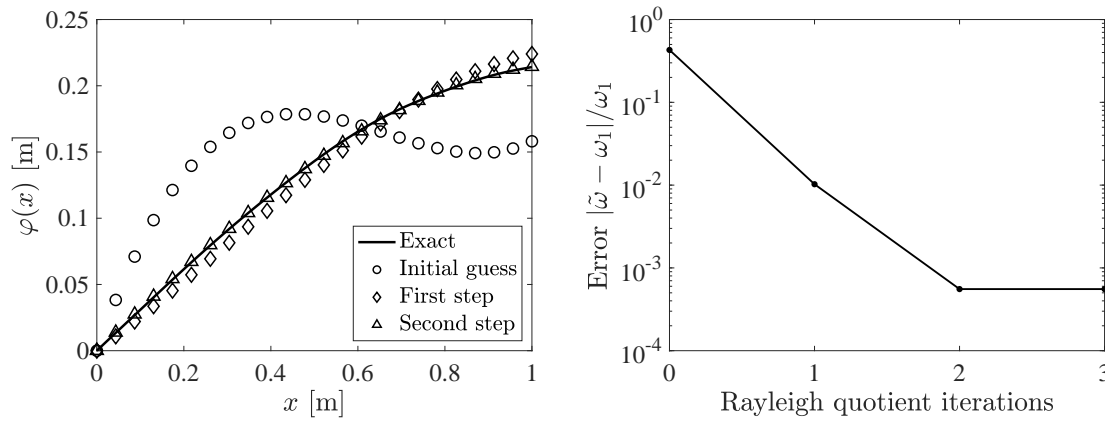 0.25
0.2
0.15
0.1
0.05
0
φ(x) [m]
0 0.2 0.4 0.6 0.8 1
x [m]
Exact
Initial guess
First step
Second step
10^0
10^-1
10^-2
10^-3
10^-4
Error |ω̃ − ω₁|/ω₁
0 1 2 3
Rayleigh quotient iterations